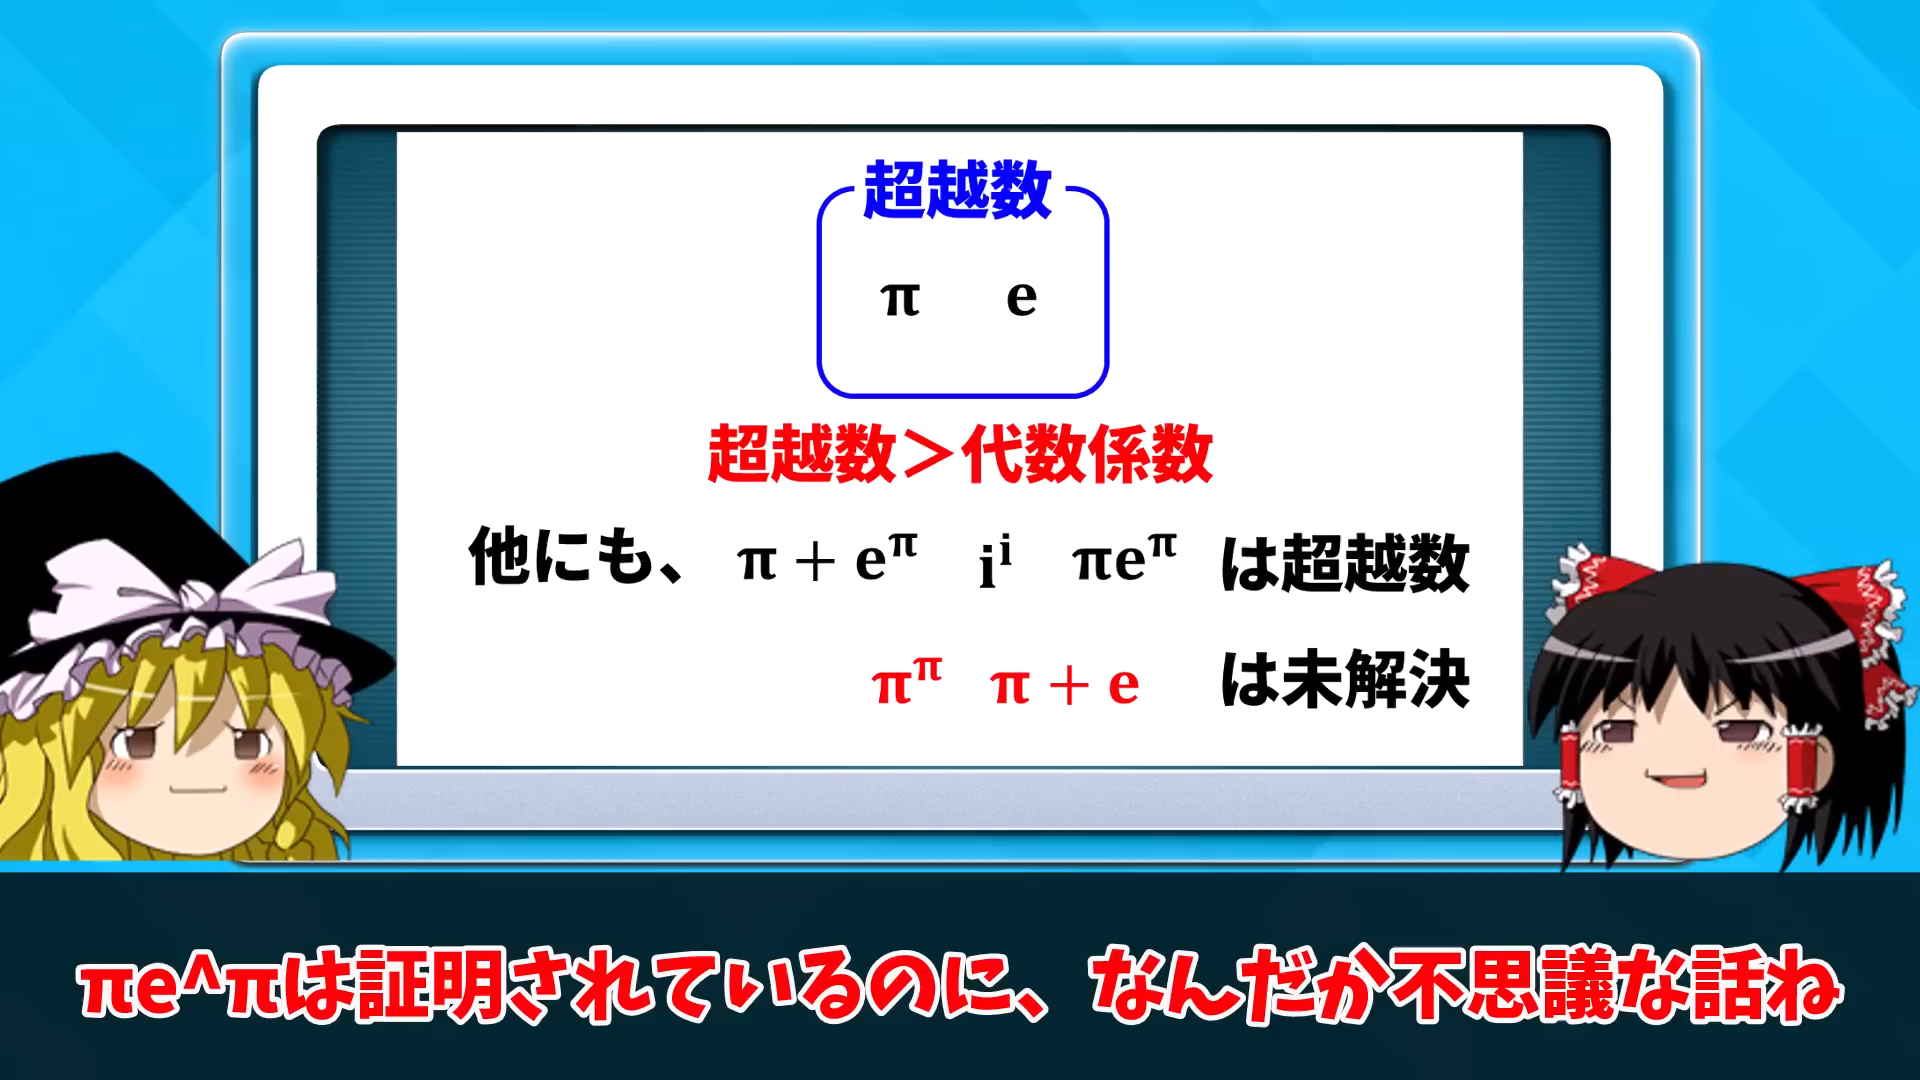 超越数
π e
超越数＞代数係数
他にも、 π + e^π i^i πe^π は超越数
π^π π + e は未解決
πe^πは証明されているのに、なんだか不思議な話ね